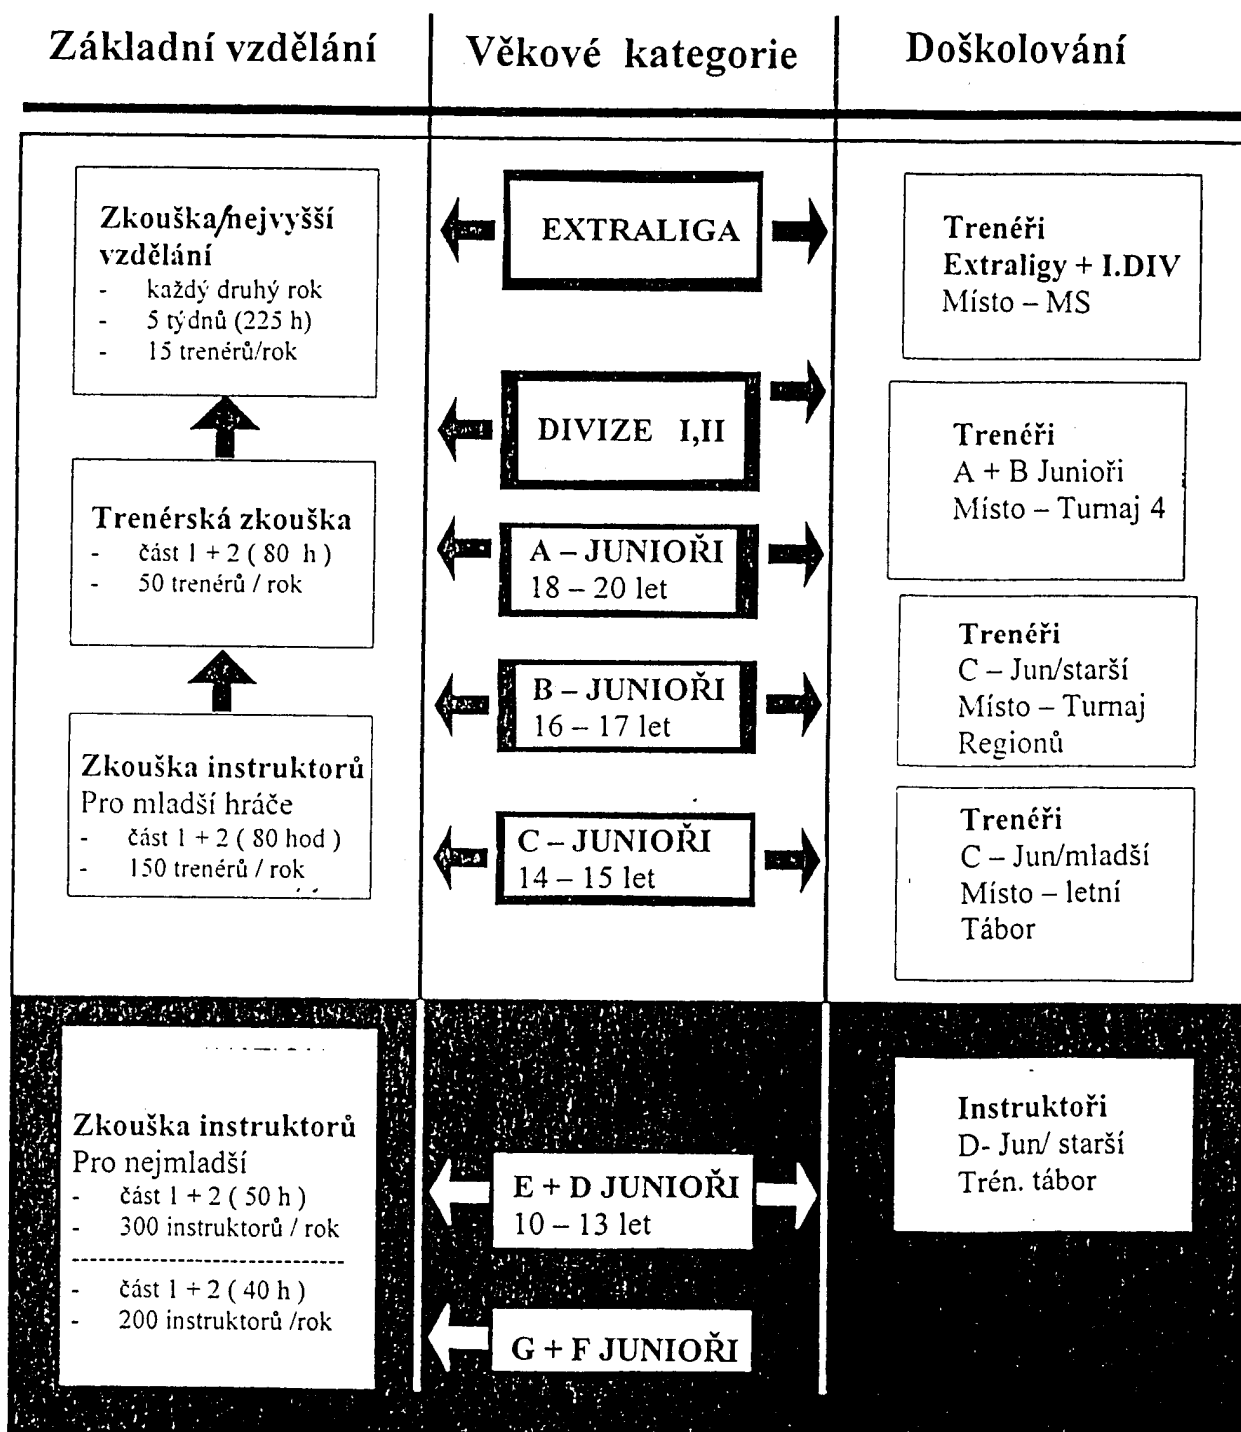 Základní vzdělání
Věkové kategorie
Doškolování
Zkouška/nejvyšší
vzdělání
- každý druhý rok
- 5 týdnů (225 h)
- 15 trenérů/rok
Trenérská zkouška
- část 1 + 2 ( 80 h )
- 50 trenérů / rok
Zkouška instruktorů
Pro mladší hráče
- část 1 + 2 ( 80 hod )
- 150 trenérů / rok
Zkouška instruktorů
Pro nejmladší
- část 1 + 2 ( 50 h )
- 300 instruktorů / rok
- část 1 + 2 ( 40 h )
- 200 instruktorů /rok
EXTRALIGA
DIVIZE I,II
A – JUNIOŘI
18 – 20 let
B – JUNIOŘI
16 – 17 let
C – JUNIOŘI
14 – 15 let
E + D JUNIOŘI
10 – 13 let
G + F JUNIOŘI
Trenéři
Extraligy + I.DIV
Místo – MS
Trenéři
A + B Junioři
Místo – Turnaj 4
Trenéři
C – Jun/starší
Místo – Turnaj
Regionů
Trenéři
C – Jun/mladší
Místo – letní
Tábor
Instruktoři
D- Jun/ starší
Trén. tábor